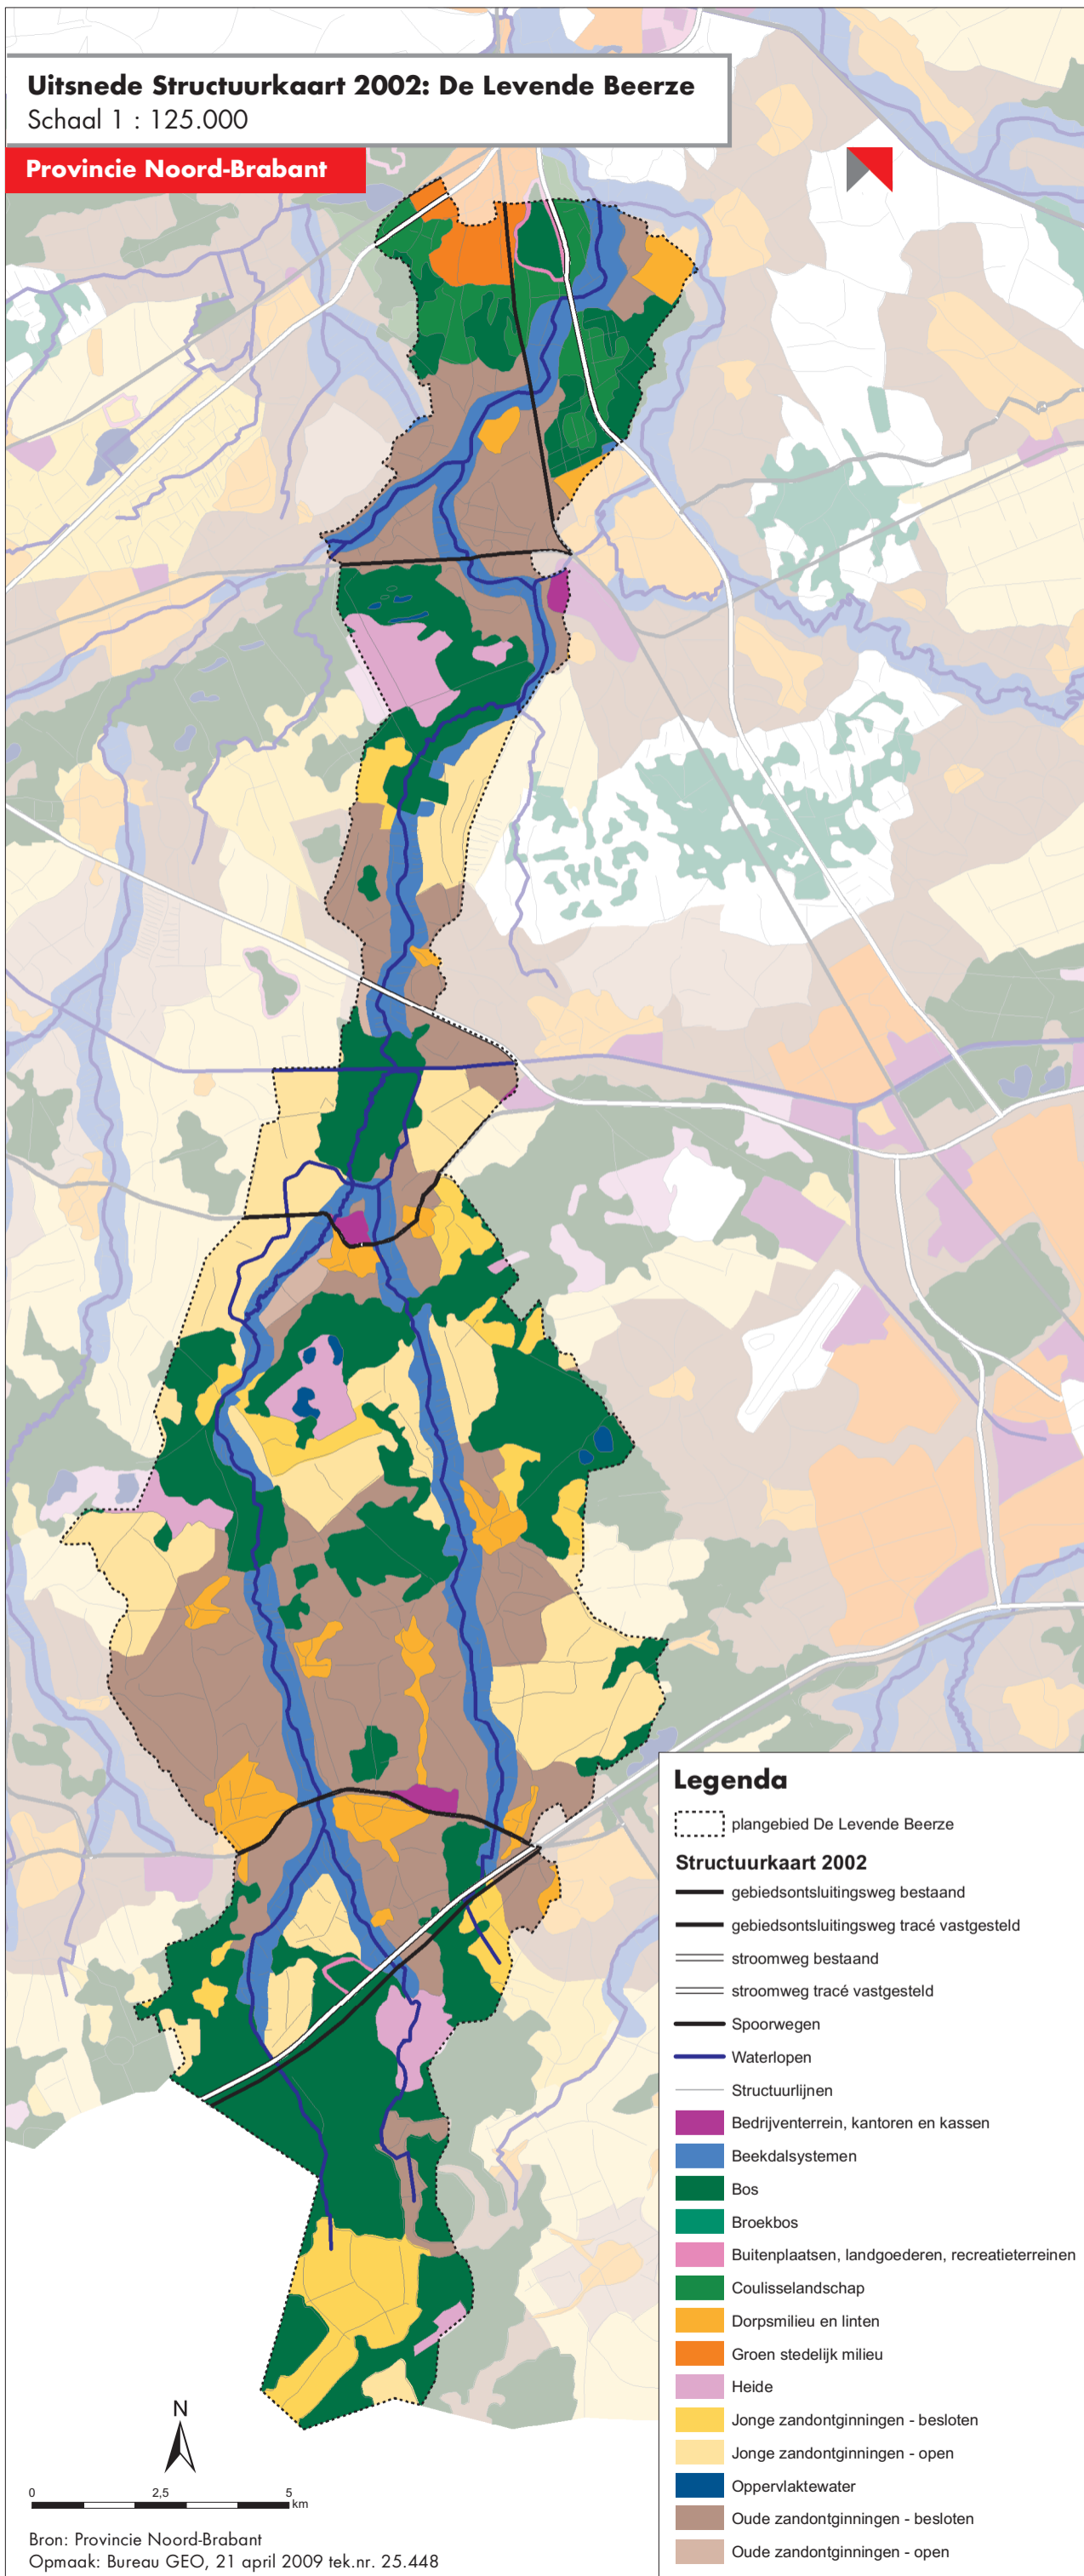 Uitsnede Structuurkaart 2002: De Levende Beerze
Schaal 1 : 125.000
Provincie Noord-Brabant
Legenda
plangebied De Levende Beerze
Structuurkaart 2002
gebiedsontsluitingsweg bestaand
gebiedsontsluitingsweg tracé vastgesteld
stroomweg bestaand
stroomweg tracé vastgesteld
Spoorwegen
Waterlopen
Structuurlijnen
Bedrijventerrein, kantoren en kassen
Beekdalsystemen
Bos
Broekbos
Buitenplaatsen, landgoederen, recreatieterreinen
Coulisselandschap
Dorpsmilieu en linten
Groen stedelijk milieu
Heide
Jonge zandontginningen - besloten
Jonge zandontginningen - open
Oppervlaktewater
Oude zandontginningen - besloten
Oude zandontginningen - open
N
0 2,5 5
km
Bron: Provincie Noord-Brabant
Opmaak: Bureau GEO, 21 april 2009 tek.nr. 25.448